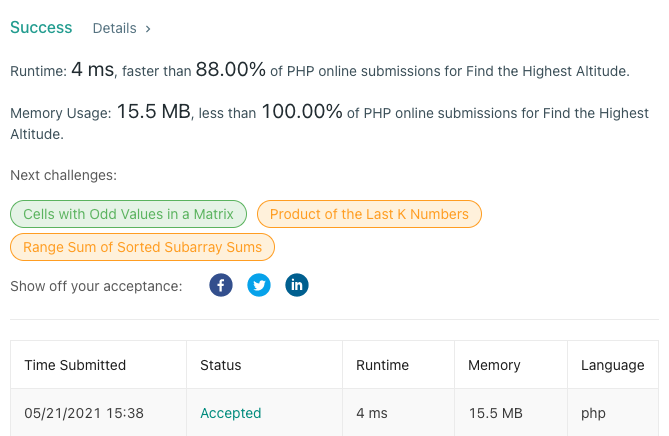 Success Details ›
Runtime: 4 ms, faster than 88.00% of PHP online submissions for Find the Highest Altitude.
Memory Usage: 15.5 MB, less than 100.00% of PHP online submissions for Find the Highest
Altitude.
Next challenges:
Cells with Odd Values in a Matrix Product of the Last K Numbers
Range Sum of Sorted Subarray Sums
Show off your acceptance: f in
Time Submitted Status Runtime Memory Language
05/21/2021 15:38 Accepted 4 ms 15.5 MB php